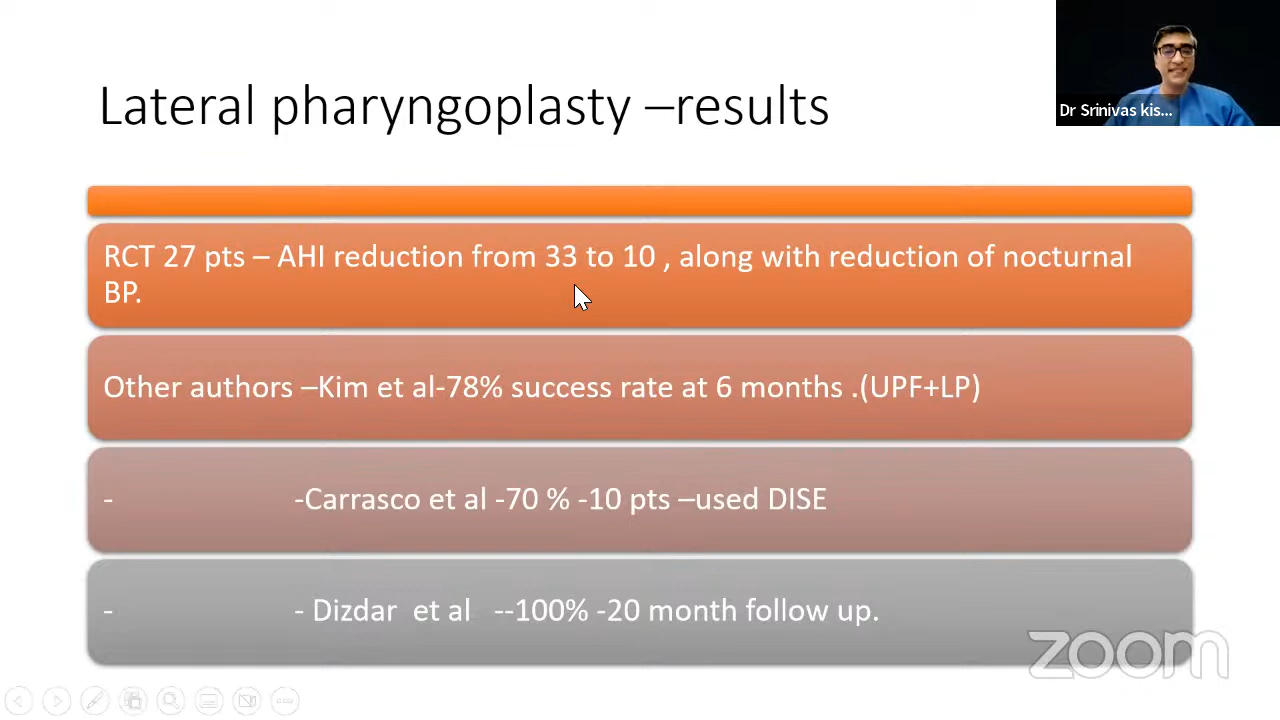 Lateral pharyngoplasty –results
Dr Srinivas kis...
RCT 27 pts – AHI reduction from 33 to 10 , along with reduction of nocturnal
BP.
Other authors –Kim et al-78% success rate at 6 months .(UPF+LP)
- -Carrasco et al -70 % -10 pts –used DISE
- - Dizdar et al --100% -20 month follow up.
zoom